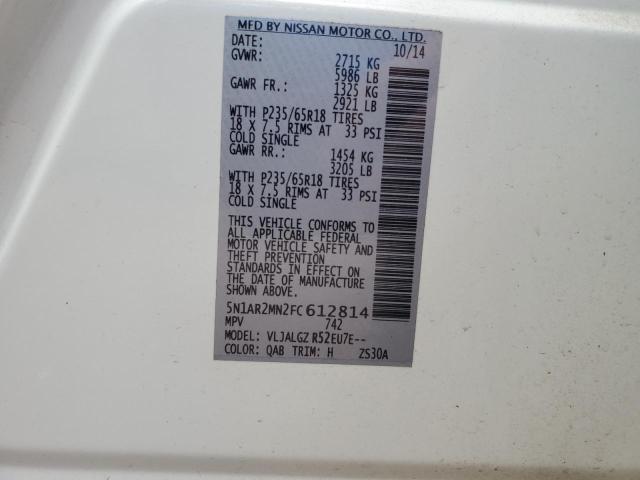 MFD BY NISSAN MOTOR CO., LTD.
DATE: 10/14
GVWR: 2715 KG
5986 LB
GAWR FR.: 1325 KG
2921 LB
WITH P235/65R18 TIRES
18 X 7.5 RIMS AT 33 PSI
COLD SINGLE
GAWR RR.: 1454 KG
3205 LB
WITH P235/65R18 TIRES
18 X 7.5 RIMS AT 33 PSI
COLD SINGLE
THIS VEHICLE CONFORMS TO
ALL APPLICABLE FEDERAL
MOTOR VEHICLE SAFETY AND
THEFT PREVENTION
STANDARDS IN EFFECT ON
THE DATE OF MANUFACTURE
SHOWN ABOVE.
5N1AR2MN2FC612814
MPV 742
MODEL: VLJALGZ R52EU7E--
COLOR: QAB TRIM: H ZS30A